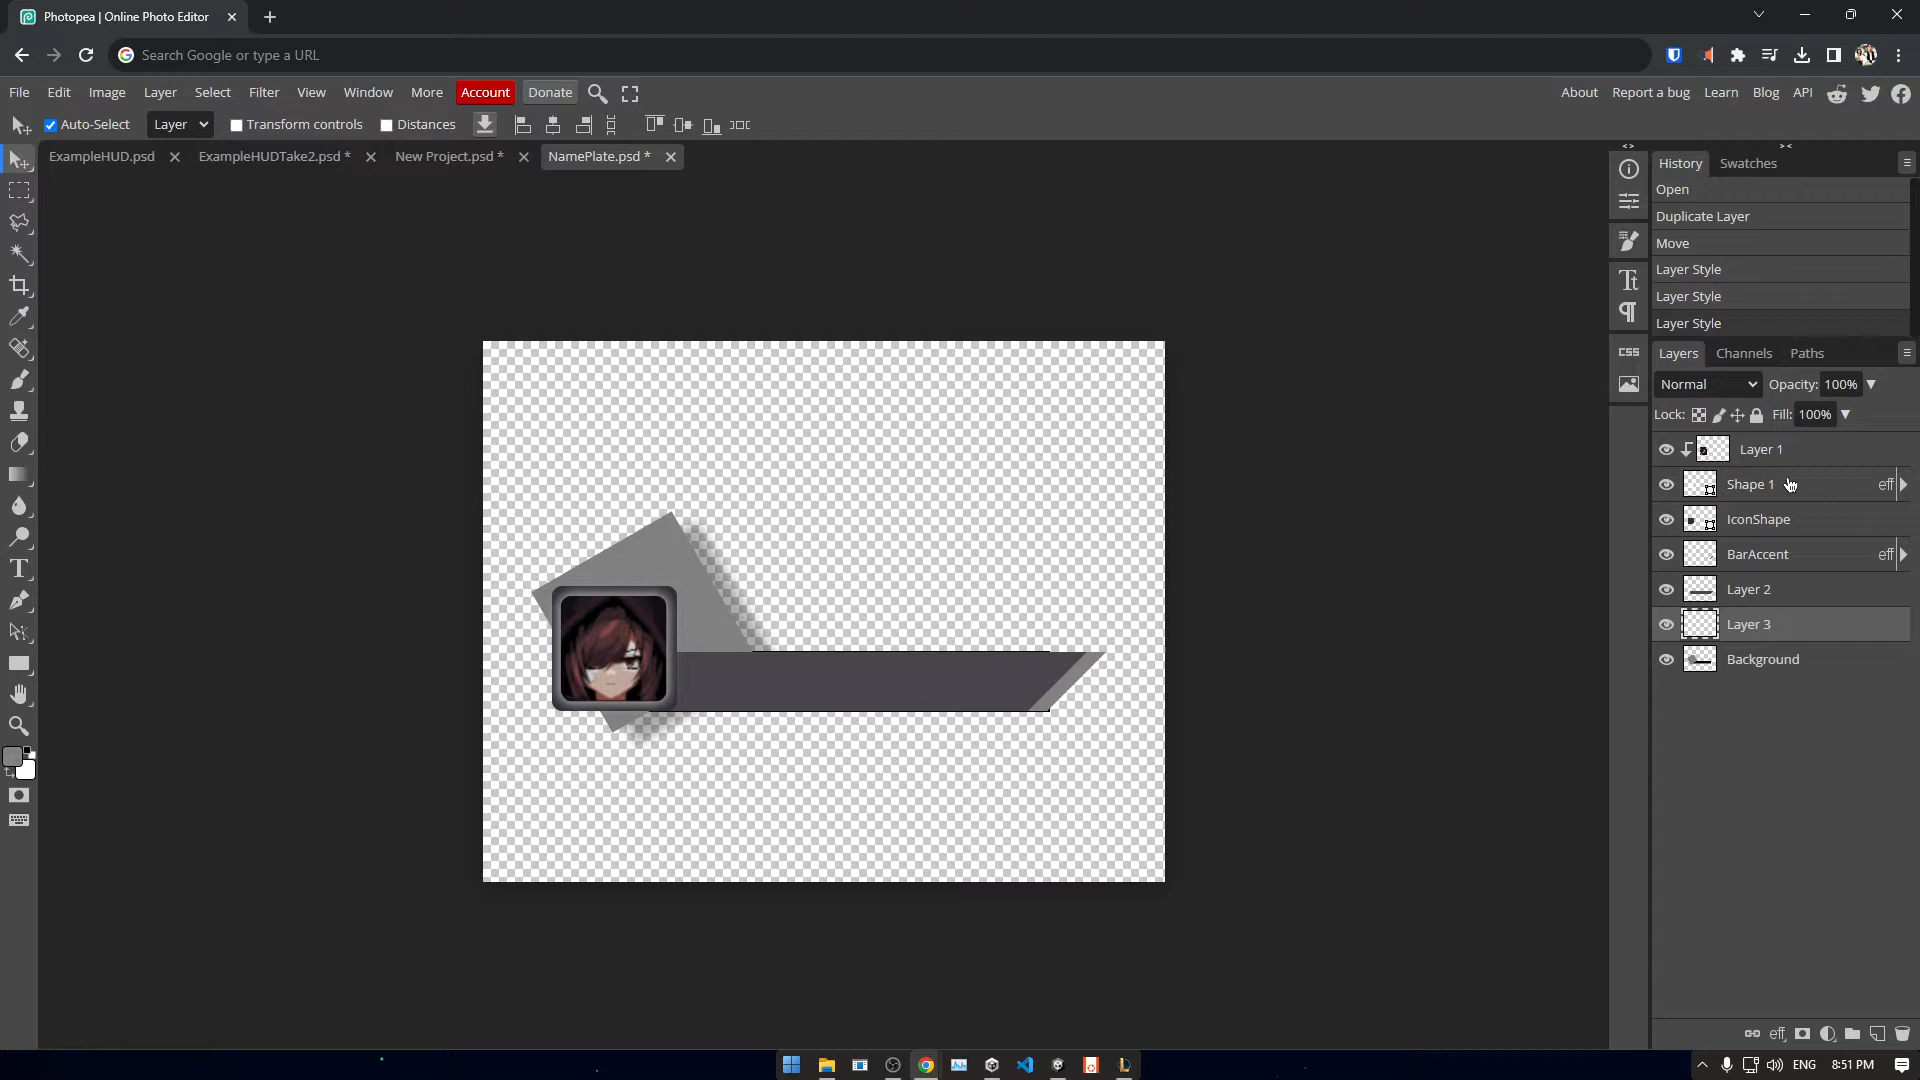 Photopea | Online Photo Editor
Search Google or type a URL
File Edit Image Layer Select Filter View Window More Account Donate About Report a bug Learn Blog API
Auto-Select Layer Transform controls Distances
ExampleHUD.psd ExampleHUDTake2.psd * New Project.psd * NamePlate.psd *
History Swatches
Open
Duplicate Layer
Move
Layer Style
Layer Style
Layer Style
Layers Channels Paths
Normal Opacity: 100%
Lock: Fill: 100%
Layer 1
Shape 1 eff
IconShape
BarAccent eff
Layer 2
Layer 3
Background
CSS
eff
ENG 8:51 PM